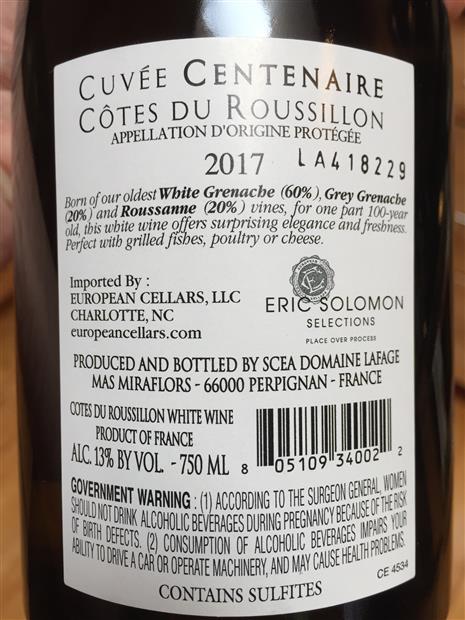 CUVÉE CENTENAIRE
CÔTES DU ROUSSILLON
APPELLATION D'ORIGINE PROTÉGÉE
2017 LA418229
Born of our oldest White Grenache (60%), Grey Grenache
(20%) and Roussanne (20%) vines, for one part 100-year
old, this white wine offers surprising elegance and freshness.
Perfect with grilled fishes, poultry or cheese.
Imported By :
EUROPEAN CELLARS, LLC
CHARLOTTE, NC
europeancellars.com
ERIC SOLOMON
SELECTIONS
PLACE OVER PROCESS
PRODUCED AND BOTTLED BY SCEA DOMAINE LAFAGE
MAS MIRAFLORS - 66000 PERPIGNAN - FRANCE
COTES DU ROUSSILLON WHITE WINE
PRODUCT OF FRANCE
ALC. 13% BY VOL. - 750 ML
8 05109 34002 2
GOVERNMENT WARNING : (1) ACCORDING TO THE SURGEON GENERAL, WOMEN
SHOULD NOT DRINK ALCOHOLIC BEVERAGES DURING PREGNANCY BECAUSE OF THE RISK
OF BIRTH DEFECTS. (2) CONSUMPTION OF ALCOHOLIC BEVERAGES IMPAIRS YOUR
ABILITY TO DRIVE A CAR OR OPERATE MACHINERY, AND MAY CAUSE HEALTH PROBLEMS.
CE 4534
CONTAINS SULFITES